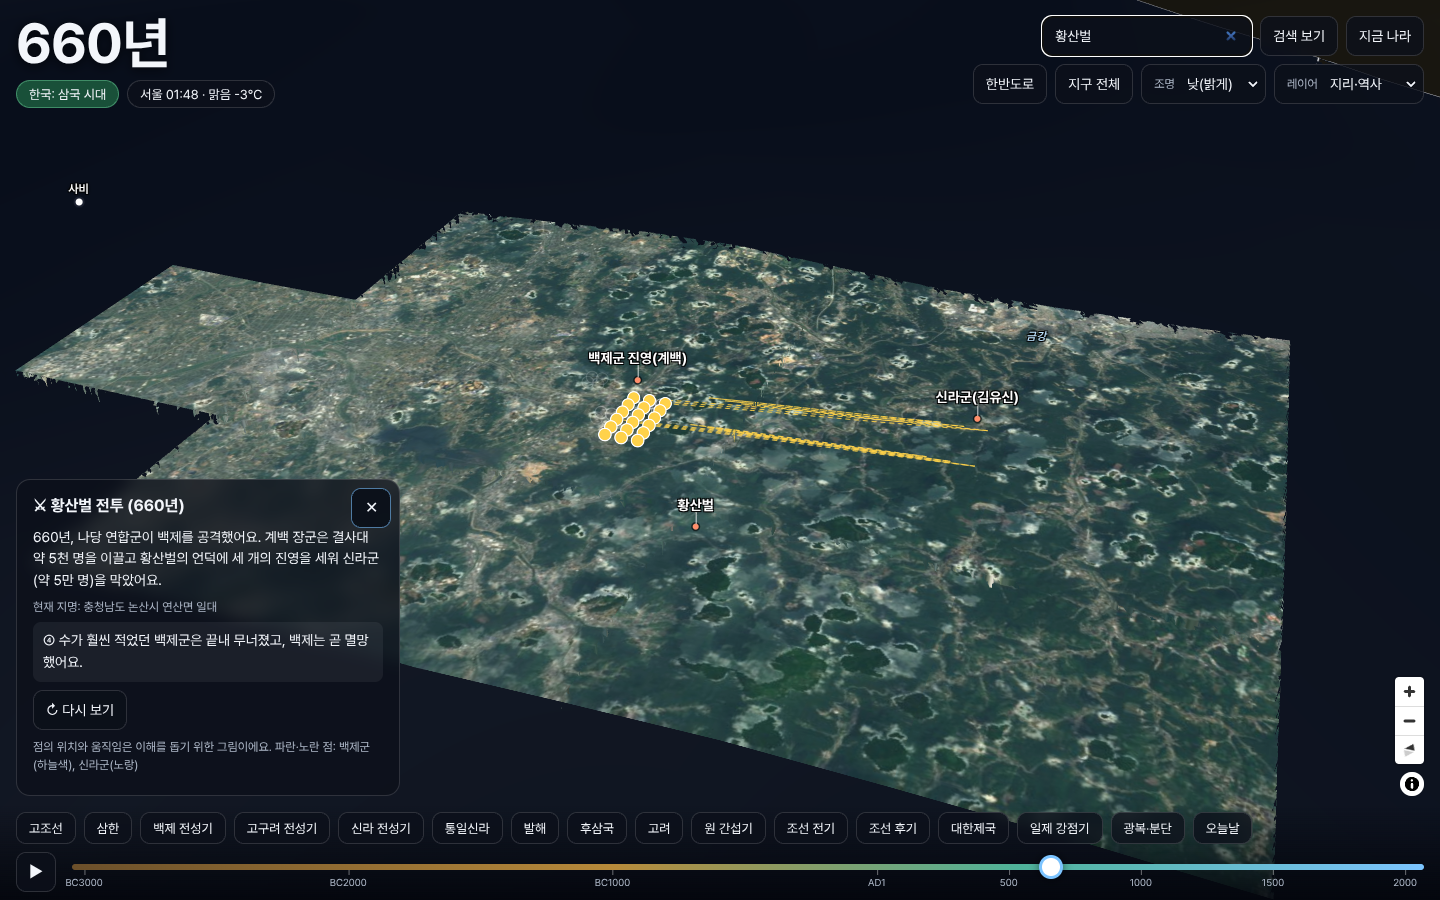 660년
한국: 삼국 시대
서울 01:48 · 맑음 -3°C
황산벌 ✕
검색 보기
지금 나라
한반도로
지구 전체
조명 낮(밝게)
레이어 지리·역사
사비
금강
백제군 진영(계백)
신라군(김유신)
황산벌
⚔ 황산벌 전투 (660년)
✕
660년, 나당 연합군이 백제를 공격했어요. 계백 장군은 결사대
약 5천 명을 이끌고 황산벌의 언덕에 세 개의 진영을 세워 신라군
(약 5만 명)을 막았어요.
현재 지명: 충청남도 논산시 연산면 일대
④ 수가 훨씬 적었던 백제군은 끝내 무너졌고, 백제는 곧 멸망
했어요.
↻ 다시 보기
점의 위치와 움직임은 이해를 돕기 위한 그림이에요. 파란·노란 점: 백제군
(하늘색), 신라군(노랑)
고조선
삼한
백제 전성기
고구려 전성기
신라 전성기
통일신라
발해
후삼국
고려
원 간섭기
조선 전기
조선 후기
대한제국
일제 강점기
광복·분단
오늘날
BC3000
BC2000
BC1000
AD1
500
1000
1500
2000